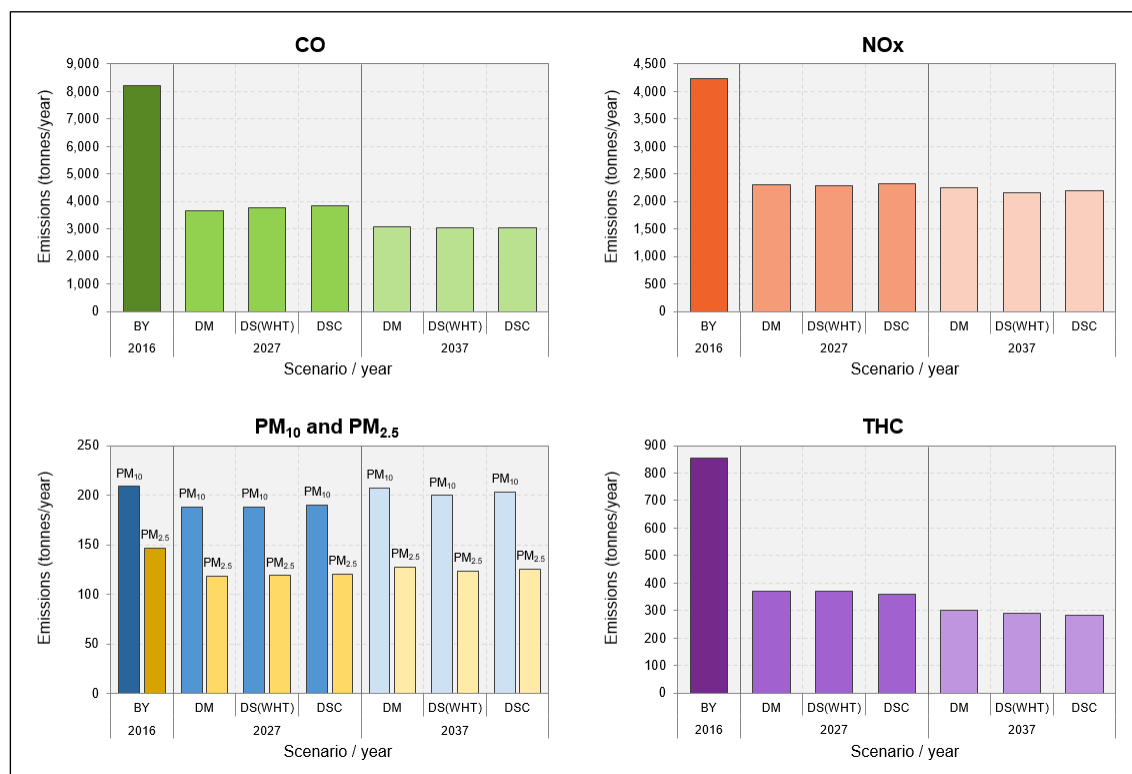 CO
Emissions (tonnes/year)
9,000
8,000
7,000
6,000
5,000
4,000
3,000
2,000
1,000
0
BY DM DS(WHT) DSC DM DS(WHT) DSC
2016 2027 2037
Scenario / year
NOx
Emissions (tonnes/year)
4,500
4,000
3,500
3,000
2,500
2,000
1,500
1,000
500
0
BY DM DS(WHT) DSC DM DS(WHT) DSC
2016 2027 2037
Scenario / year
PM₁₀ and PM₂.₅
Emissions (tonnes/year)
250
200
150
100
50
0
PM₁₀ PM₂.₅ PM₁₀ PM₂.₅ PM₁₀ PM₂.₅ PM₁₀ PM₂.₅ PM₁₀ PM₂.₅ PM₁₀ PM₂.₅ PM₁₀ PM₂.₅
BY DM DS(WHT) DSC DM DS(WHT) DSC
2016 2027 2037
Scenario / year
THC
Emissions (tonnes/year)
900
800
700
600
500
400
300
200
100
0
BY DM DS(WHT) DSC DM DS(WHT) DSC
2016 2027 2037
Scenario / year